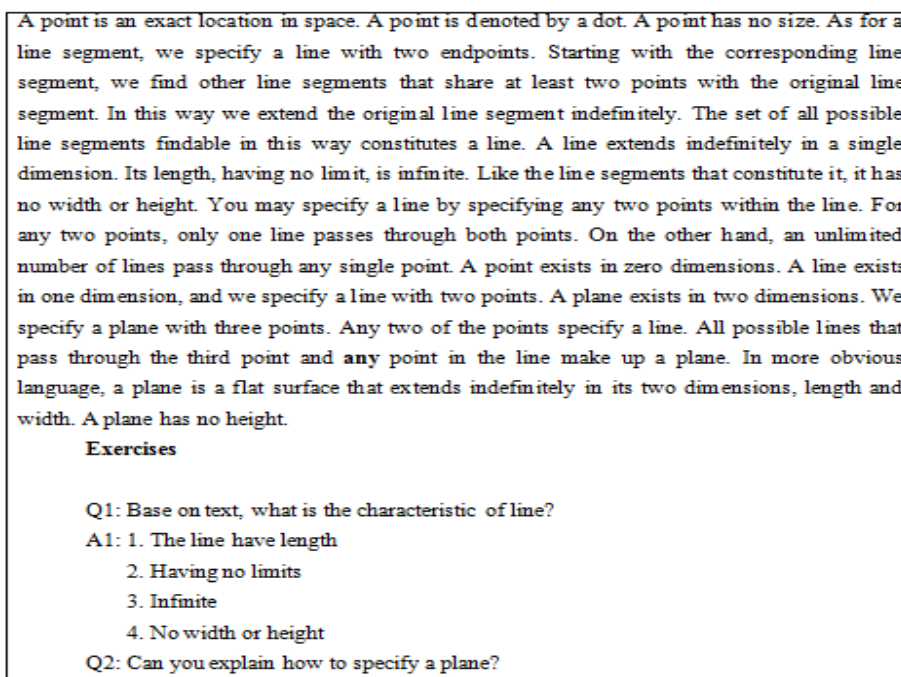 A point is an exact location in space. A point is denoted by a dot. A point has no size. As for a
line segment, we specify a line with two endpoints. Starting with the corresponding line
segment, we find other line segments that share at least two points with the original line
segment. In this way we extend the original line segment indefinitely. The set of all possible
line segments findable in this way constitutes a line. A line extends indefinitely in a single
dimension. Its length, having no limit, is infinite. Like the line segments that constitute it, it has
no width or height. You may specify a line by specifying any two points within the line. For
any two points, only one line passes through both points. On the other hand, an unlimited
number of lines pass through any single point. A point exists in zero dimensions. A line exists
in one dimension, and we specify a line with two points. A plane exists in two dimensions. We
specify a plane with three points. Any two of the points specify a line. All possible lines that
pass through the third point and any point in the line make up a plane. In more obvious
language, a plane is a flat surface that extends indefinitely in its two dimensions, length and
width. A plane has no height.
Exercises
Q1: Base on text, what is the characteristic of line?
A1: 1. The line have length
2. Having no limits
3. Infinite
4. No width or height
Q2: Can you explain how to specify a plane?